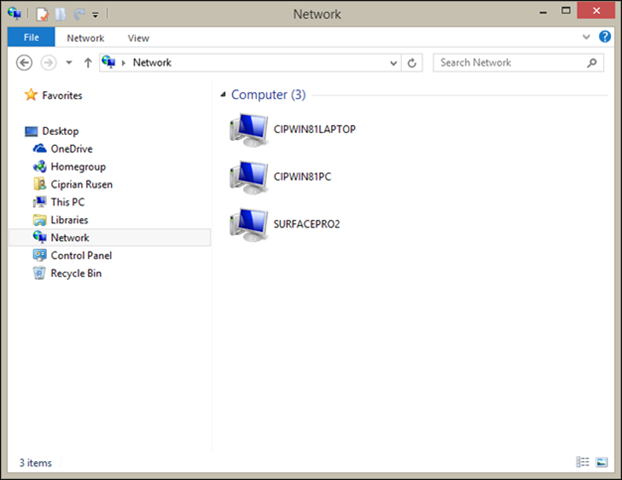 Network
File Network View
Network Search Network
Favorites
Desktop
OneDrive
Homegroup
Ciprian Rusen
This PC
Libraries
Network
Control Panel
Recycle Bin
Computer (3)
CIPWIN81LAPTOP
CIPWIN81PC
SURFACEPRO2
3 items